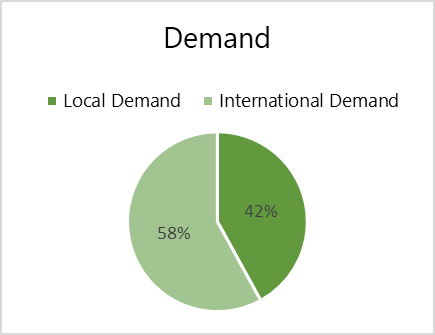 Demand
Local Demand International Demand
42%
58%